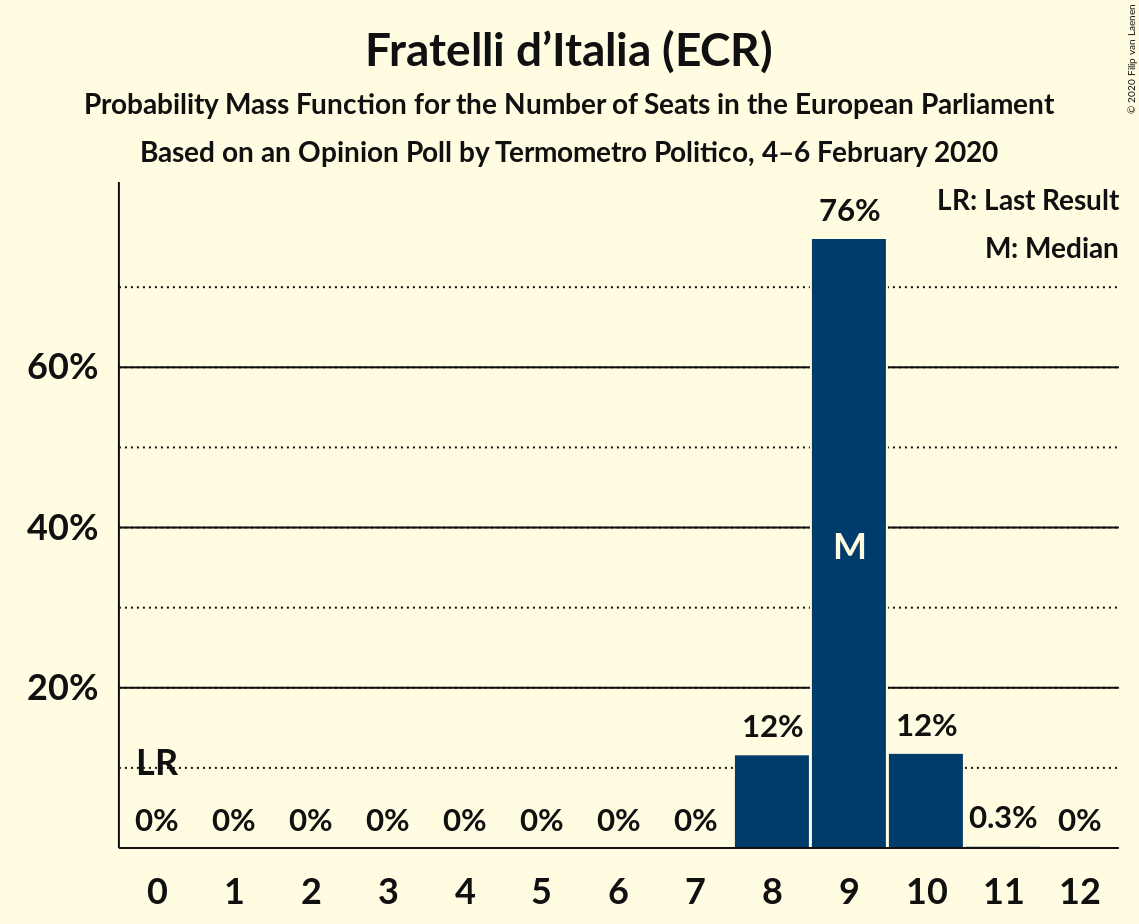 Fratelli d’Italia (ECR)
Probability Mass Function for the Number of Seats in the European Parliament
Based on an Opinion Poll by Termometro Politico, 4–6 February 2020
© 2020 Filip van Laenen
LR: Last Result
M: Median
76%
60%
40%
M
20%
12%
12%
LR
0%
0%
0%
0%
0%
0%
0%
0%
0.3%
0%
0 1 2 3 4 5 6 7 8 9 10 11 12